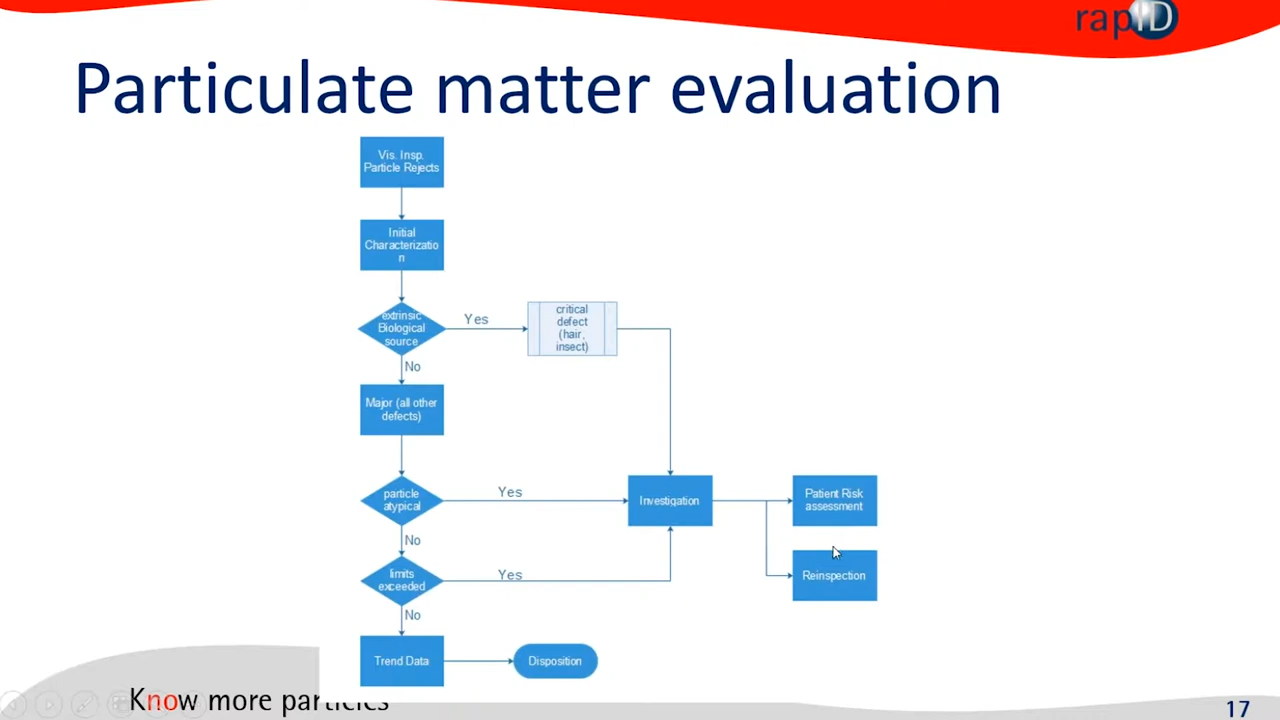 rapID
Particulate matter evaluation
Vis. Insp.
Particle Rejects
Initial
Characterizatio
n
extrinsic
Biological
source
Yes
critical
defect
(hair,
insect)
No
Major (all other
defects)
particle
atypical
Yes
Investigation
Patient Risk
assessment
No
limits
exceeded
Yes
Reinspection
No
Trend Data
Disposition
Know more particles
17